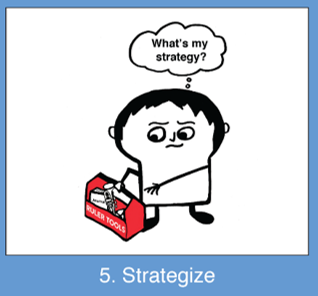 What's my
strategy?
RULER TOOLS
5. Strategize